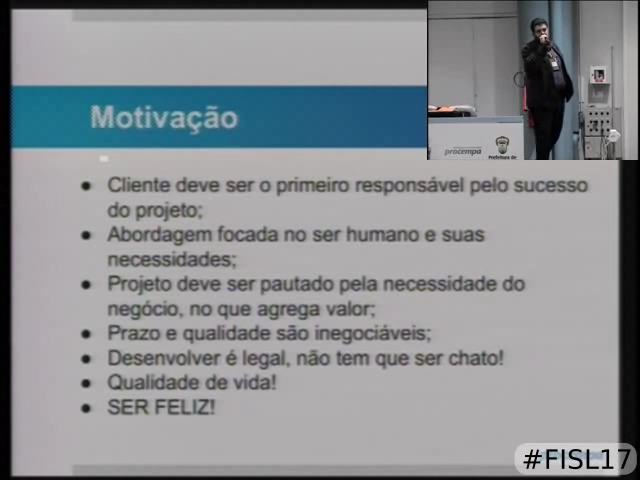 Motivação
procempa
Prefeitura de
● Cliente deve ser o primeiro responsável pelo sucesso
do projeto;
● Abordagem focada no ser humano e suas
necessidades;
● Projeto deve ser pautado pela necessidade do
negócio, no que agrega valor;
● Prazo e qualidade são inegociáveis;
● Desenvolver é legal, não tem que ser chato!
● Qualidade de vida!
● SER FELIZ!
#FISL17